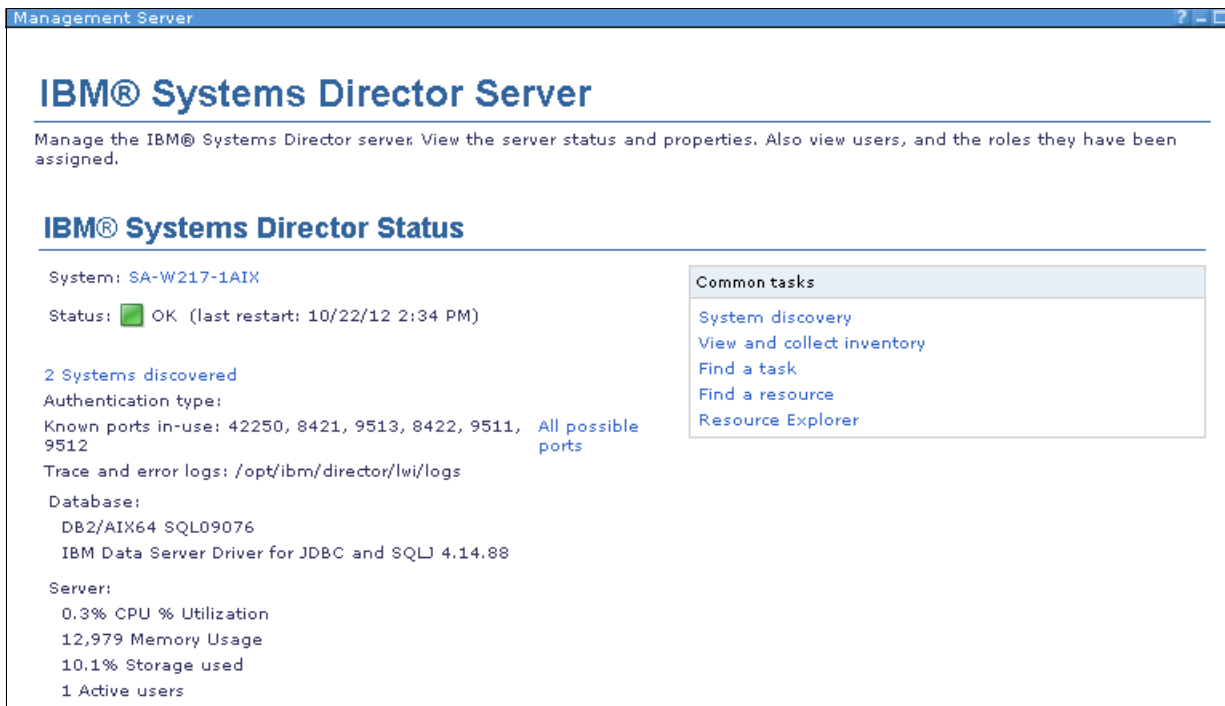 Management Server
? – □
IBM® Systems Director Server
Manage the IBM® Systems Director server. View the server status and properties. Also view users, and the roles they have been
assigned.
IBM® Systems Director Status
System: SA-W217-1AIX
Status: OK (last restart: 10/22/12 2:34 PM)
2 Systems discovered
Authentication type:
Known ports in-use: 42250, 8421, 9513, 8422, 9511,
9512
All possible
ports
Trace and error logs: /opt/ibm/director/lwi/logs
Database:
DB2/AIX64 SQL09076
IBM Data Server Driver for JDBC and SQLJ 4.14.88
Server:
0.3% CPU % Utilization
12,979 Memory Usage
10.1% Storage used
1 Active users
Common tasks
System discovery
View and collect inventory
Find a task
Find a resource
Resource Explorer